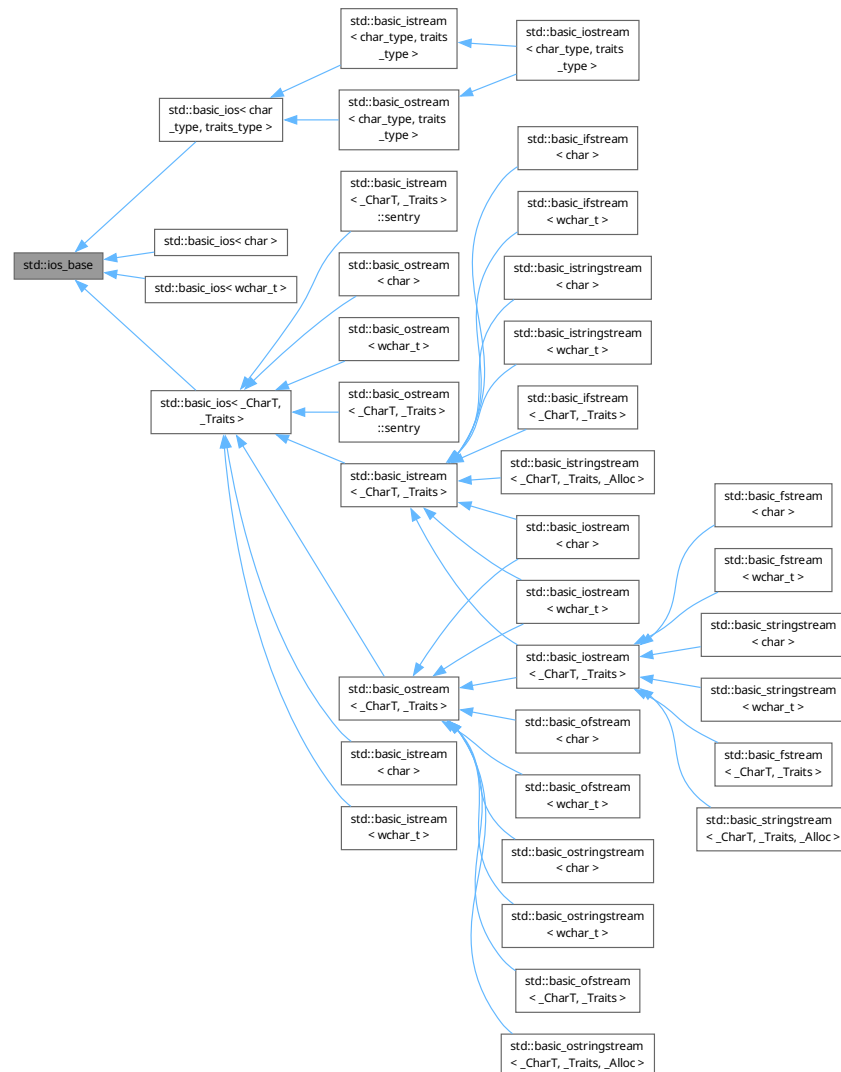 std::ios_base
std::basic_ios< char
_type, traits_type >
std::basic_ios< char >
std::basic_ios< wchar_t >
std::basic_ios< _CharT,
_Traits >
std::basic_istream
< char_type, traits
_type >
std::basic_ostream
< char_type, traits
_type >
std::basic_istream
< _CharT, _Traits >
::sentry
std::basic_ostream
< char >
std::basic_ostream
< wchar_t >
std::basic_ostream
< _CharT, _Traits >
::sentry
std::basic_istream
< _CharT, _Traits >
std::basic_ostream
< _CharT, _Traits >
std::basic_istream
< char >
std::basic_istream
< wchar_t >
std::basic_iostream
< char_type, traits
_type >
std::basic_ifstream
< char >
std::basic_ifstream
< wchar_t >
std::basic_istringstream
< char >
std::basic_istringstream
< wchar_t >
std::basic_ifstream
< _CharT, _Traits >
std::basic_istringstream
< _CharT, _Traits, _Alloc >
std::basic_iostream
< char >
std::basic_iostream
< wchar_t >
std::basic_iostream
< _CharT, _Traits >
std::basic_ofstream
< char >
std::basic_ofstream
< wchar_t >
std::basic_ostringstream
< char >
std::basic_ostringstream
< wchar_t >
std::basic_ofstream
< _CharT, _Traits >
std::basic_ostringstream
< _CharT, _Traits, _Alloc >
std::basic_fstream
< char >
std::basic_fstream
< wchar_t >
std::basic_stringstream
< char >
std::basic_stringstream
< wchar_t >
std::basic_fstream
< _CharT, _Traits >
std::basic_stringstream
< _CharT, _Traits, _Alloc >